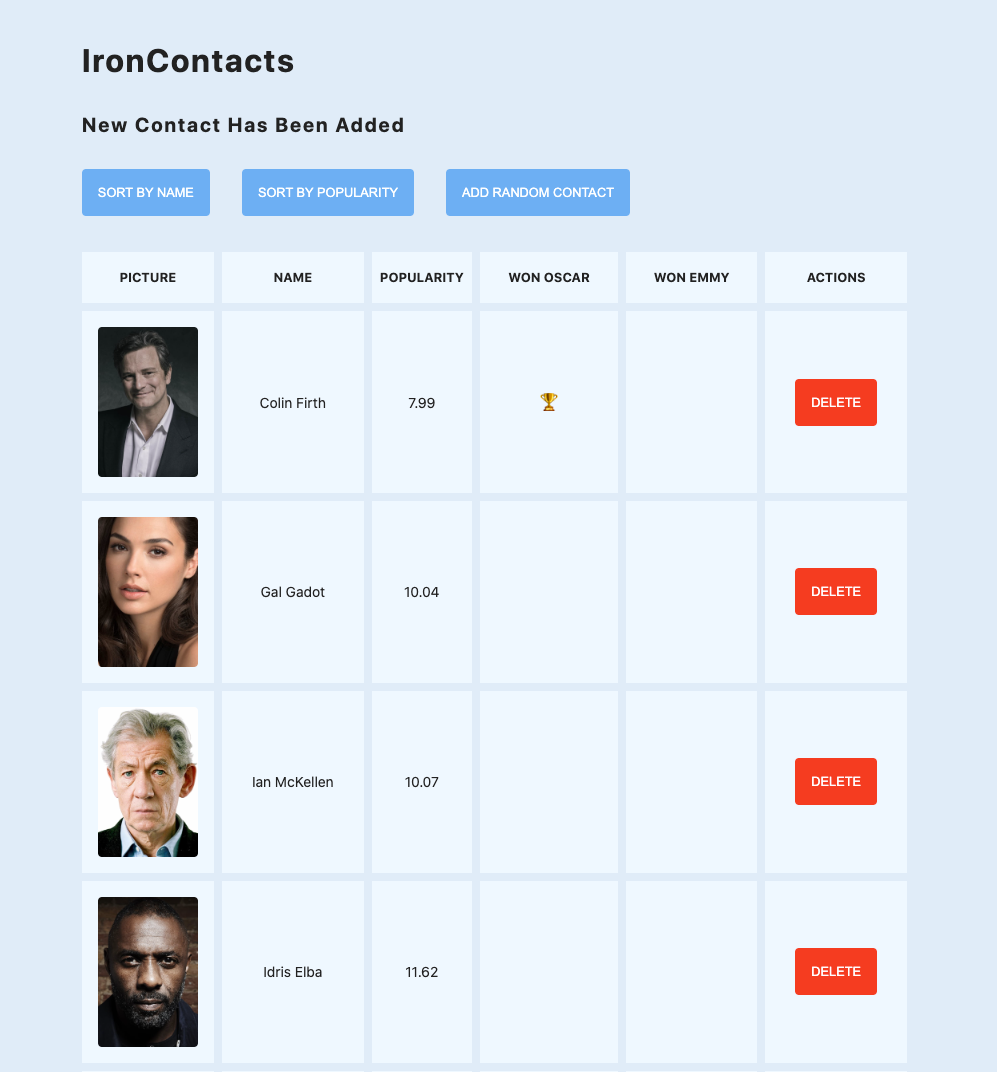 IronContacts
New Contact Has Been Added
SORT BY NAME SORT BY POPULARITY ADD RANDOM CONTACT
PICTURE NAME POPULARITY WON OSCAR WON EMMY ACTIONS
Colin Firth 7.99 🏆 DELETE
Gal Gadot 10.04 DELETE
Ian McKellen 10.07 DELETE
Idris Elba 11.62 DELETE